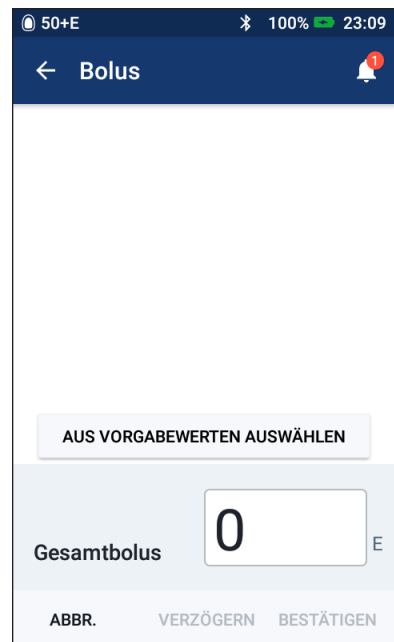 50+E 100% 23:09
Bolus 1
AUS VORGABEWERTEN AUSWÄHLEN
Gesamtbolus 0 E
ABBR. VERZÖGERN BESTÄTIGEN